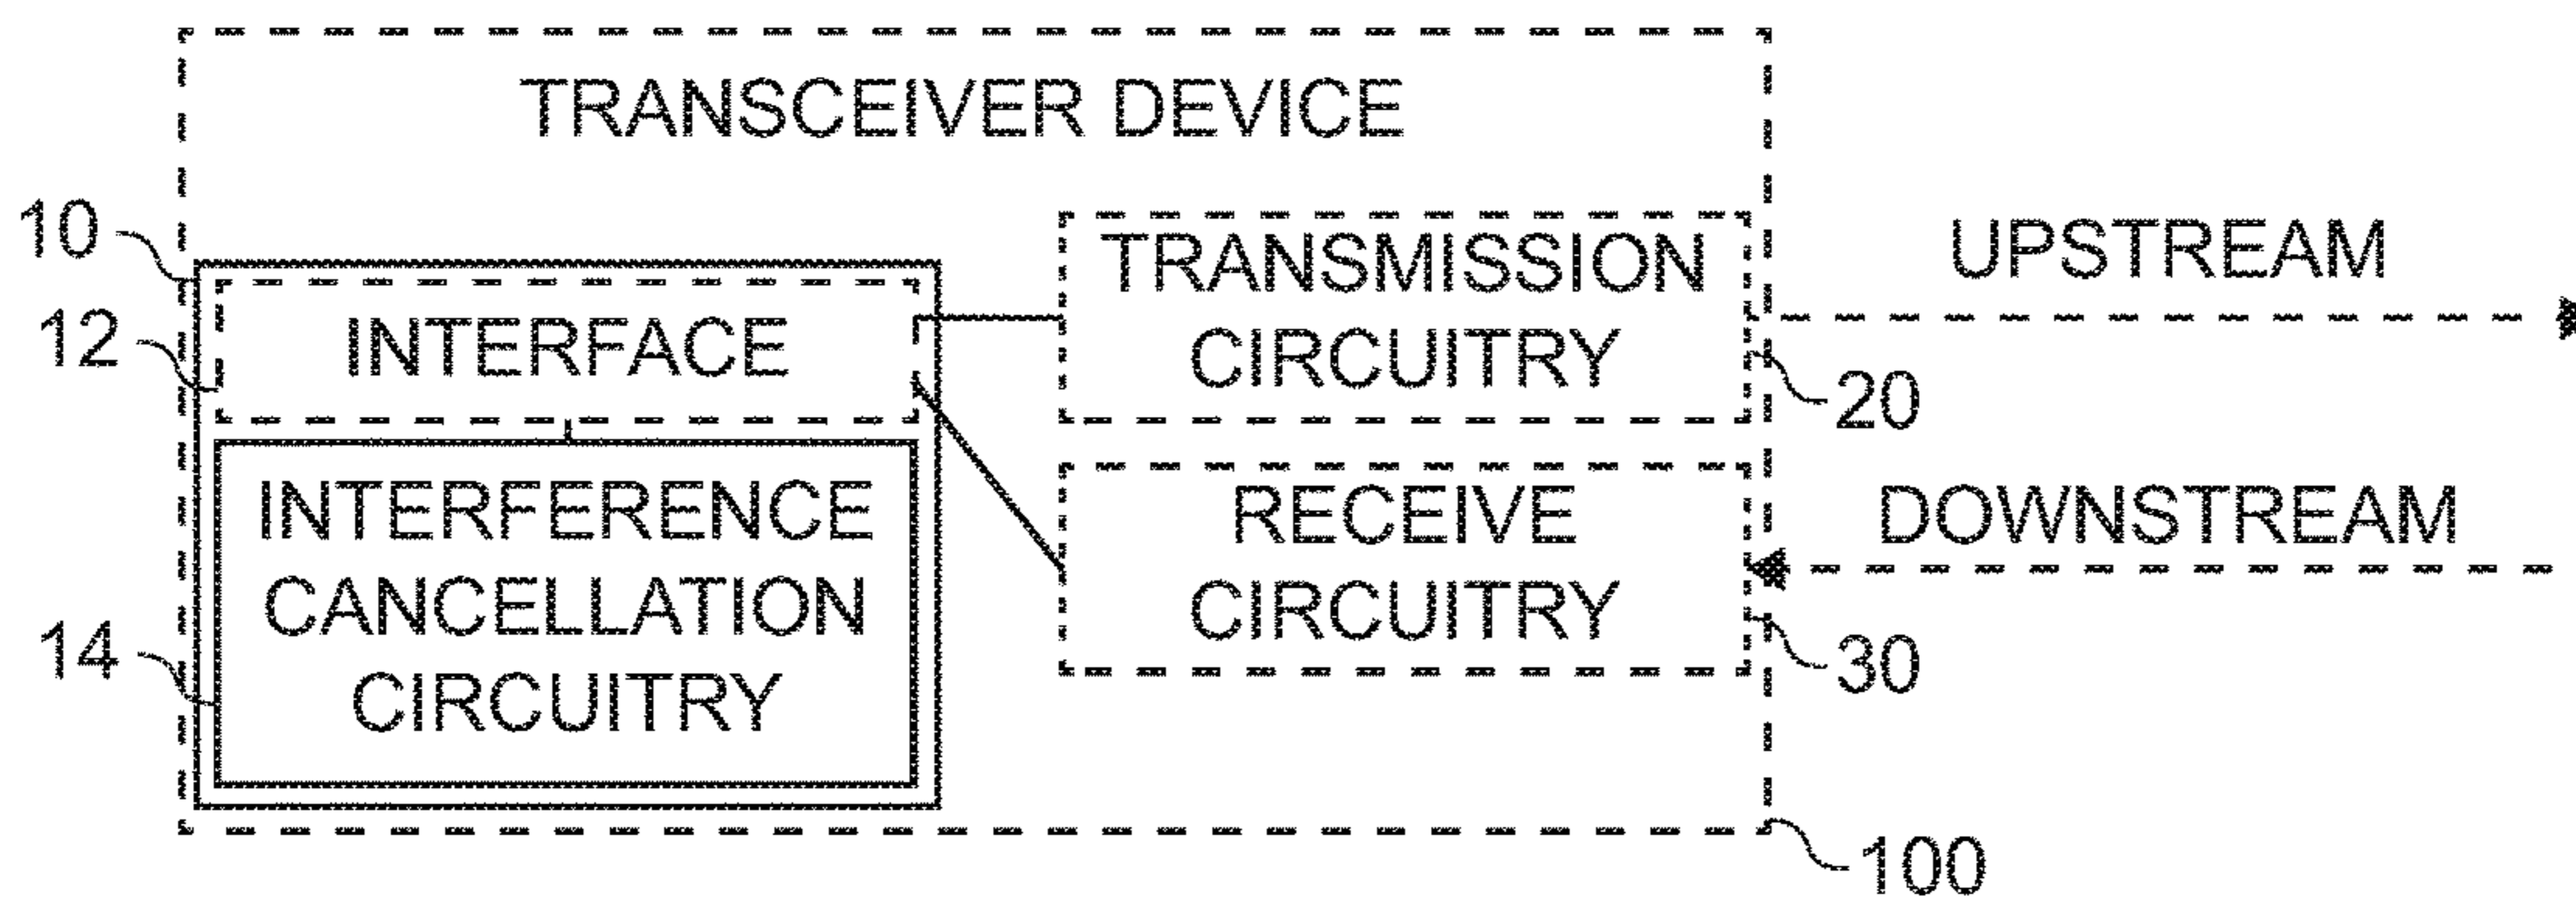 TRANSCEIVER DEVICE
10
12
INTERFACE
TRANSMISSION
CIRCUITRY
UPSTREAM
20
14
INTERFERENCE
CANCELLATION
CIRCUITRY
RECEIVE
CIRCUITRY
DOWNSTREAM
30
100